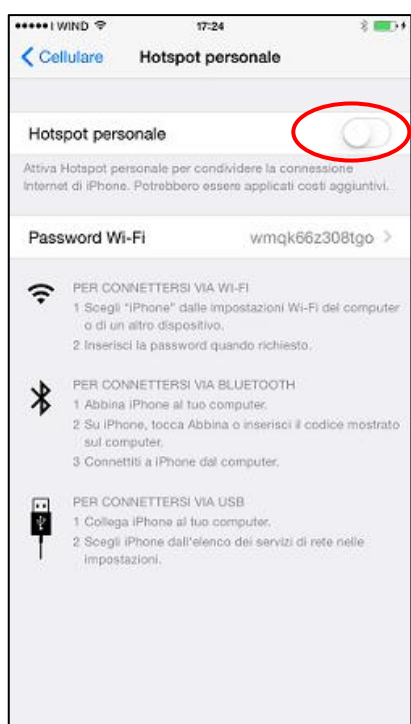 I WIND 17:24
Cellulare Hotspot personale
Hotspot personale
Attiva Hotspot personale per condividere la connessione
Internet di iPhone. Potrebbero essere applicati costi aggiuntivi.
Password Wi-Fi wmqk66z308tgo
PER CONNETTERSI VIA WI-FI
1 Scegli "iPhone" dalle impostazioni Wi-Fi del computer
o di un altro dispositivo.
2 Inserisci la password quando richiesto.
PER CONNETTERSI VIA BLUETOOTH
1 Abbina iPhone al tuo computer.
2 Su iPhone, tocca Abbina o inserisci il codice mostrato
sul computer.
3 Connettiti a iPhone dal computer.
PER CONNETTERSI VIA USB
1 Collega iPhone al tuo computer.
2 Scegli iPhone dall'elenco dei servizi di rete nelle
impostazioni.